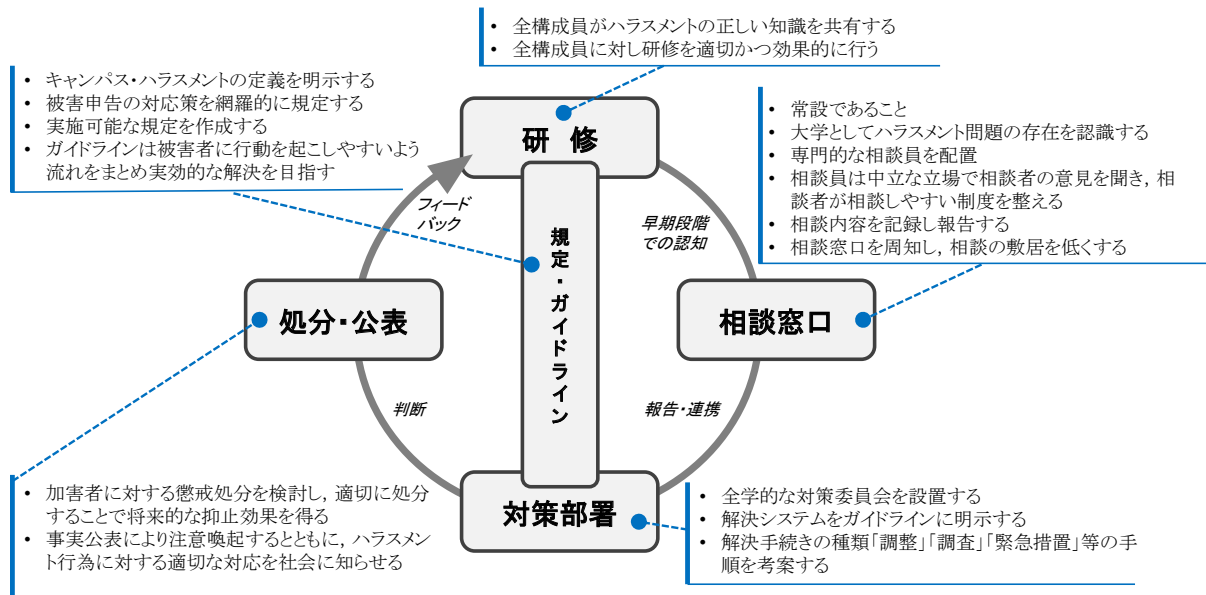 • 全構成員がハラスメントの正しい知識を共有する
• 全構成員に対し研修を適切かつ効果的に行う
• キャンパス・ハラスメントの定義を明示する
• 被害申告の対応策を網羅的に規定する
• 実施可能な規定を作成する
• ガイドラインは被害者に行動を起こしやすいよう
流れをまとめ実効的な解決を目指す
• 常設であること
• 大学としてハラスメント問題の存在を認識する
• 専門的な相談員を配置
• 相談員は中立な立場で相談者の意見を聞き，相
談者が相談しやすい制度を整える
• 相談内容を記録し報告する
• 相談窓口を周知し，相談の敷居を低くする
研 修
フィード
バック
早期段階
での認知
規定・ガイドライン
処分・公表
相談窓口
判断
報告・連携
対策部署
• 加害者に対する懲戒処分を検討し，適切に処分
することで将来的な抑止効果を得る
• 事実公表により注意喚起するとともに，ハラスメン
ト行為に対する適切な対応を社会に知らせる
• 全学的な対策委員会を設置する
• 解決システムをガイドラインに明示する
• 解決手続きの種類「調整」「調査」「緊急措置」等の手
順を考案する